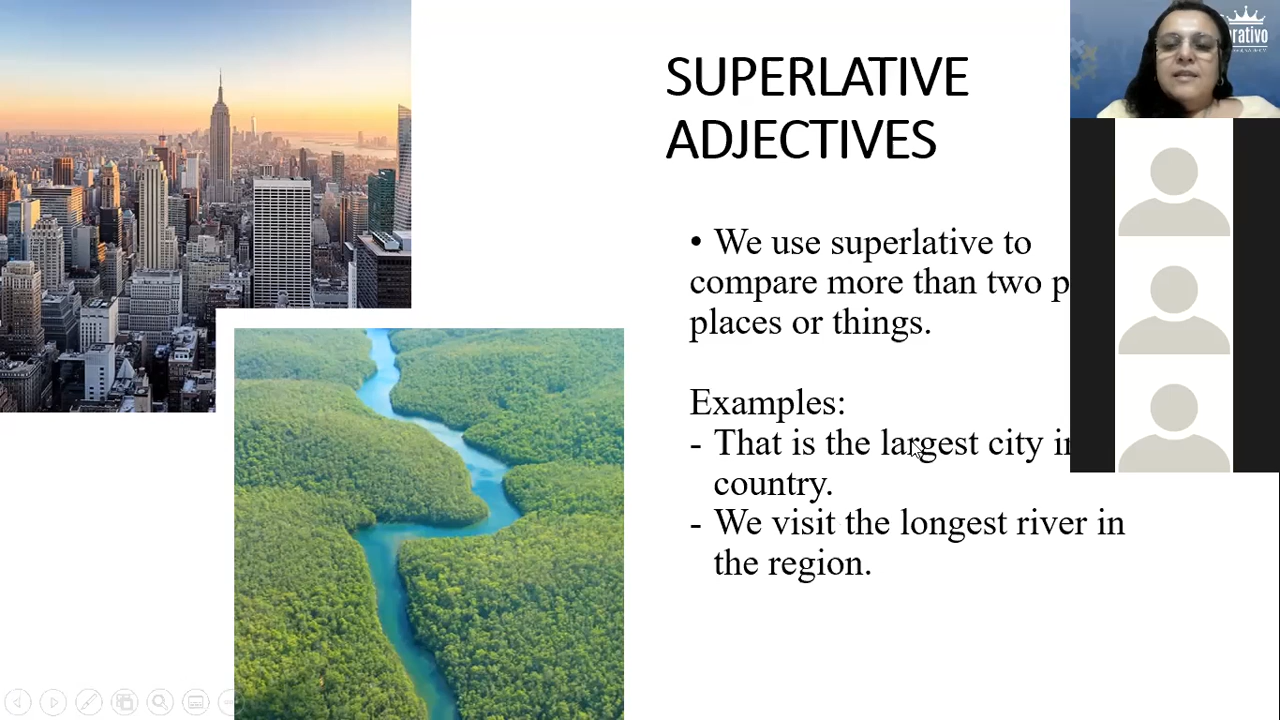 SUPERLATIVE
ADJECTIVES
• We use superlative to
compare more than two
places or things.
Examples:
- That is the largest city
country.
- We visit the longest river in
the region.